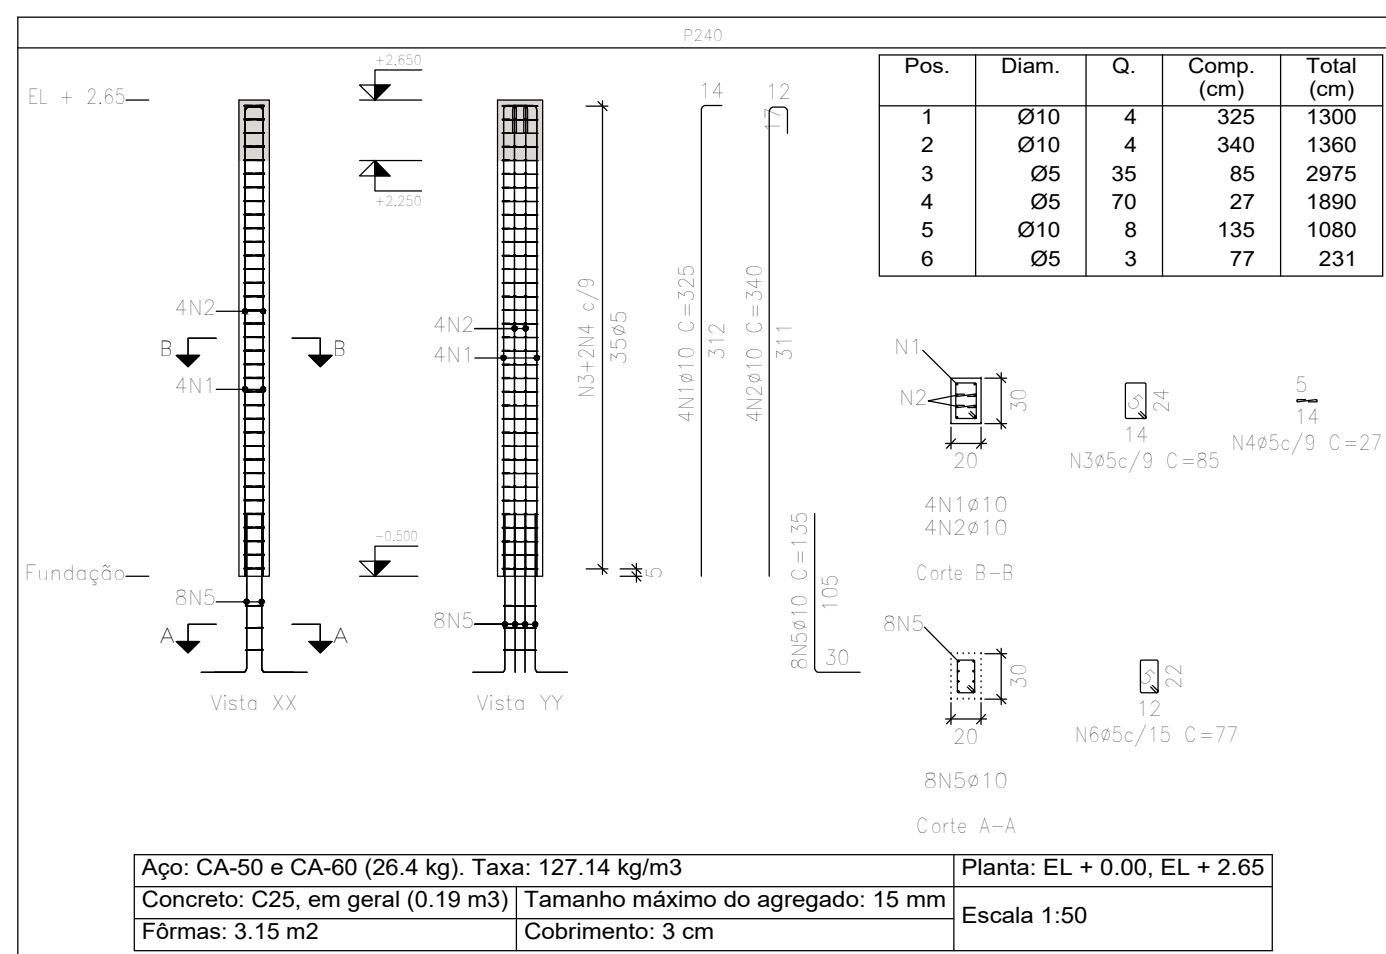 P240
+2.650
EL + 2.65
+2.250
4N2
B B
4N1
-0.500
Fundação
8N5
A A
Vista XX
4N2
4N1
8N5
Vista YY
N3+2N4 c/9
35ø5
5
14
4N1ø10 C=325
312
12
17
4N2ø10 C=340
311
8N5ø10 C=135
105
30
Pos. Diam. Q. Comp. (cm) Total (cm)
1 Ø10 4 325 1300
2 Ø10 4 340 1360
3 Ø5 35 85 2975
4 Ø5 70 27 1890
5 Ø10 8 135 1080
6 Ø5 3 77 231
N1
N2
30
20
4N1ø10
4N2ø10
Corte B-B
5
24
14
N3ø5c/9 C=85
5
14
N4ø5c/9 C=27
8N5
30
20
8N5ø10
Corte A-A
5
22
12
N6ø5c/15 C=77
Aço: CA-50 e CA-60 (26.4 kg). Taxa: 127.14 kg/m3
Planta: EL + 0.00, EL + 2.65
Concreto: C25, em geral (0.19 m3)
Tamanho máximo do agregado: 15 mm
Escala 1:50
Fôrmas: 3.15 m2
Cobrimento: 3 cm